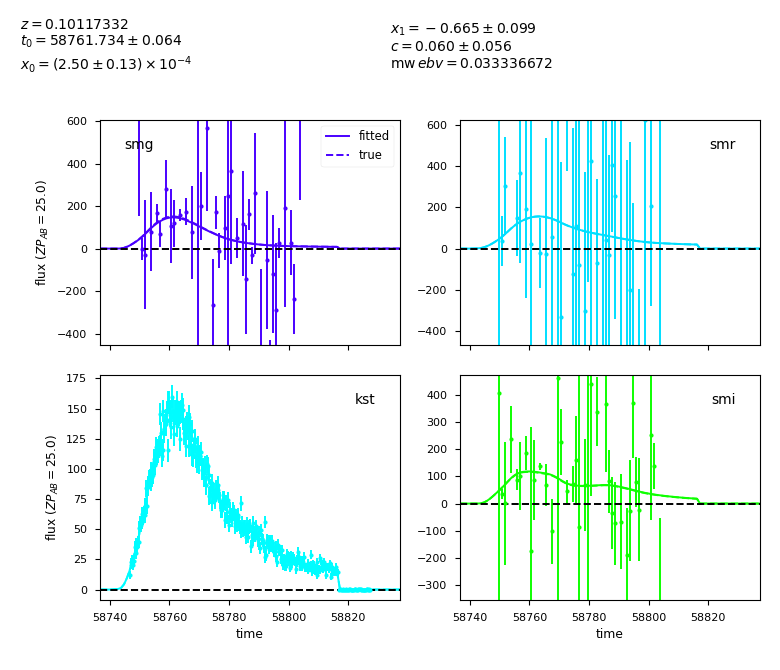 z = 0.10117332
t₀ = 58761.734 ± 0.064
x₀ = (2.50 ± 0.13) × 10⁻⁴
x₁ = −0.665 ± 0.099
c = 0.060 ± 0.056
mw ebv = 0.033336672
smg
fitted
true
600
400
200
0
−200
−400
flux (ZP_AB = 25.0)
smr
600
400
200
0
−200
−400
kst
175
150
125
100
75
50
25
0
flux (ZP_AB = 25.0)
58740 58760 58780 58800 58820
time
smi
400
300
200
100
0
−100
−200
−300
58740 58760 58780 58800 58820
time